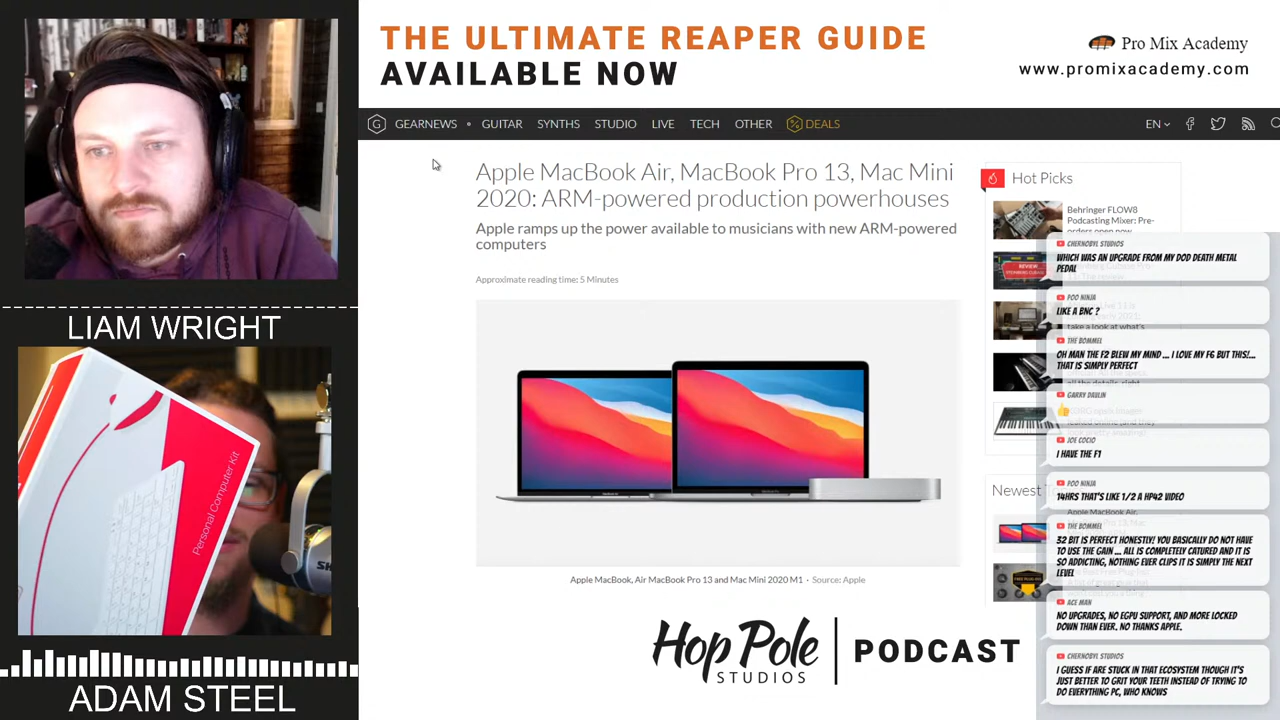 THE ULTIMATE REAPER GUIDE
AVAILABLE NOW
Pro Mix Academy
www.promixacademy.com
GEARNEWS • GUITAR SYNTHS STUDIO LIVE TECH OTHER DEALS
EN
Apple MacBook Air, MacBook Pro 13, Mac Mini
2020: ARM-powered production powerhouses
Apple ramps up the power available to musicians with new ARM-powered
computers
Approximate reading time: 5 Minutes
Apple MacBook, Air MacBook Pro 13 and Mac Mini 2020 M1 · Source: Apple
Hot Picks
Behringer FLOW8
Podcasting Mixer: Pre-
orders open now
CHERNOBYL STUDIOS
WHICH WAS AN UPGRADE FROM MY DOD DEATH METAL
PEDAL
POO NINJA
LIKE A BNC ?
THE BOMMEL
OH MAN THE F2 BLEW MY MIND ... I LOVE MY F6 BUT THIS!...
THAT IS SIMPLY PERFECT
GARRY DAULIN
JOE COCIO
I HAVE THE F1
Newest
POO NINJA
14HRS THAT'S LIKE 1/2 A HP42 VIDEO
THE BOMMEL
32 BIT IS PERFECT HONESTLY! YOU BASICALLY DO NOT HAVE
TO USE THE GAIN ... ALL IS COMPLETELY CATURED AND IT IS
SO ADDICTING, NOTHING EVER CLIPS IT IS SIMPLY THE NEXT
LEVEL
ACE MAN
NO UPGRADES, NO EGPU SUPPORT, AND MORE LOCKED
DOWN THAN EVER. NO THANKS APPLE.
CHERNOBYL STUDIOS
I GUESS IF ARE STUCK IN THAT ECOSYSTEM THOUGH IT'S
JUST BETTER TO GRIT YOUR TEETH INSTEAD OF TRYING TO
DO EVERYTHING PC, WHO KNOWS
LIAM WRIGHT
Personal Computer Kit
ADAM STEEL
Hop Pole
STUDIOS
PODCAST